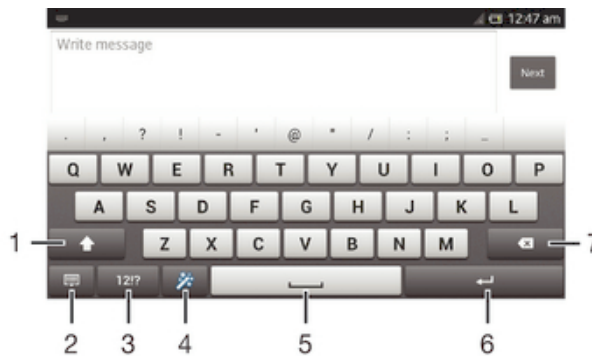 12:47 am
Write message
Next
. , ? ! - ' @ " / : ; _
Q W E R T Y U I O P
A S D F G H J K L
1 Z X C V B N M 7
12!?
2 3 4 5 6